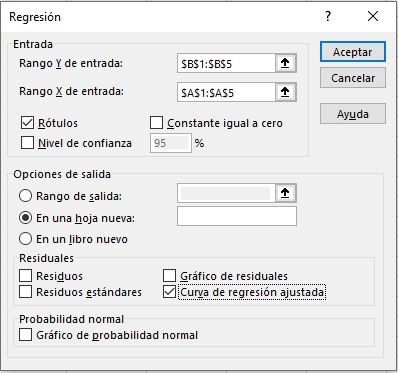 Regresión ? ×
Entrada
Rango Y de entrada: $B$1:$B$5
Rango X de entrada: $A$1:$A$5
Rótulos Constante igual a cero
Nivel de confianza 95 %
Aceptar
Cancelar
Ayuda
Opciones de salida
Rango de salida:
En una hoja nueva:
En un libro nuevo
Residuales
Residuos Gráfico de residuales
Residuos estándares Curva de regresión ajustada
Probabilidad normal
Gráfico de probabilidad normal